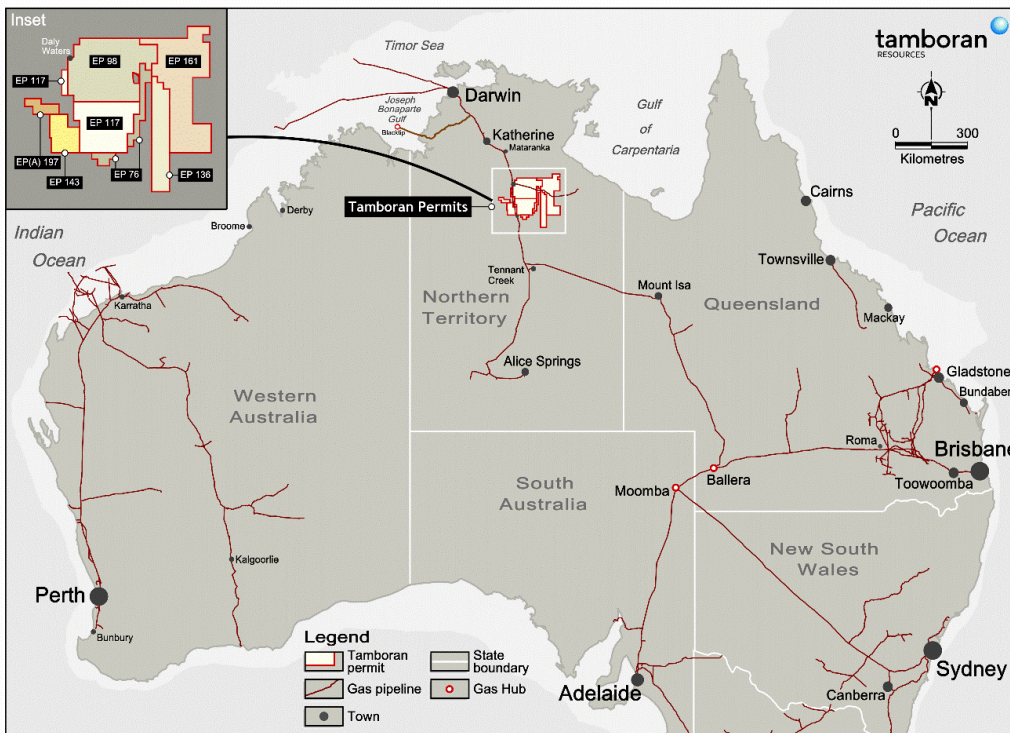 Inset
Daly
Waters
EP 98
EP 161
EP 117
EP 117
EP(A) 197
EP 143
EP 76
EP 136
Timor Sea
Joseph
Bonaparte
Gulf
Blacktip
Darwin
Katherine
Mataranka
Gulf
of
Carpentaria
tamboran
RESOURCES
N
0 300
Kilometres
Tamboran Permits
Cairns
Pacific
Ocean
Indian
Ocean
Derby
Broome
Townsville
Tennant
Creek
Mount Isa
Northern
Territory
Queensland
Mackay
Karratha
Alice Springs
Gladstone
Bundaber
Western
Australia
Roma
Brisbane
Toowoomba
Ballera
Moomba
South
Australia
New South
Wales
Kalgoorlie
Perth
Bunbury
Legend
Tamboran
permit
State
boundary
Gas pipeline
Gas Hub
Town
Adelaide
Canberra
Sydney